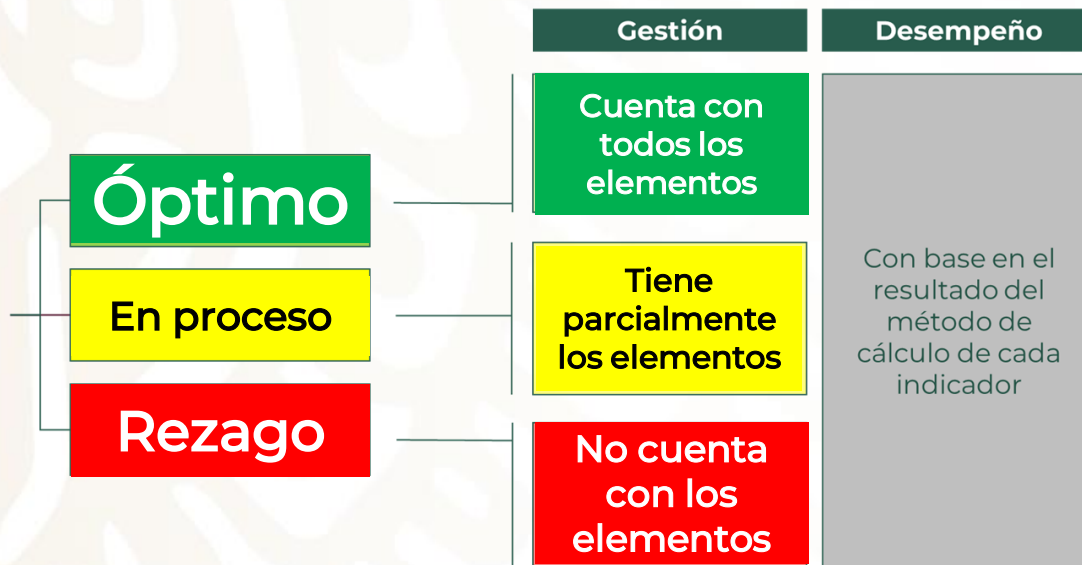 Gestión
Desempeño
Óptimo
Cuenta con
todos los
elementos
En proceso
Tiene
parcialmente
los elementos
Rezago
No cuenta
con los
elementos
Con base en el
resultado del
método de
cálculo de cada
indicador